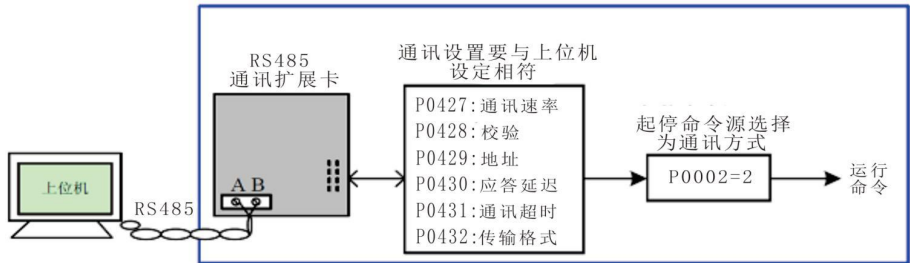 RS485
通讯扩展卡
通讯设置要与上位机
设定相符
P0427:通讯速率
P0428:校验
P0429:地址
P0430:应答延迟
P0431:通讯超时
P0432:传输格式
起停命令源选择
为通讯方式
P0002=2
运行
命令
上位机
RS485
A B